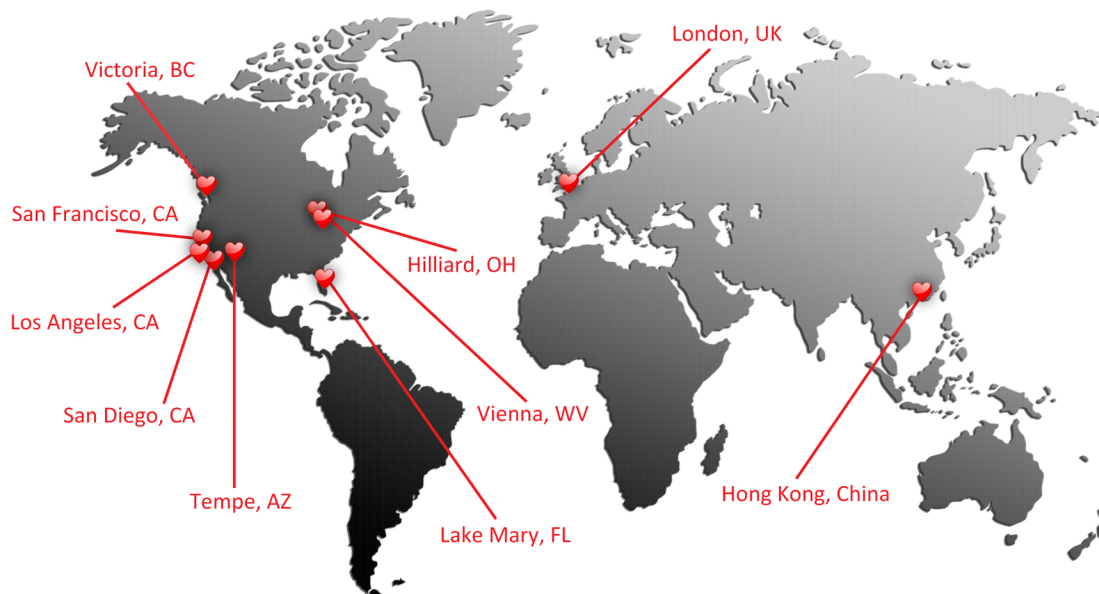 London, UK
Victoria, BC
San Francisco, CA
Hilliard, OH
Los Angeles, CA
San Diego, CA
Vienna, WV
Hong Kong, China
Tempe, AZ
Lake Mary, FL